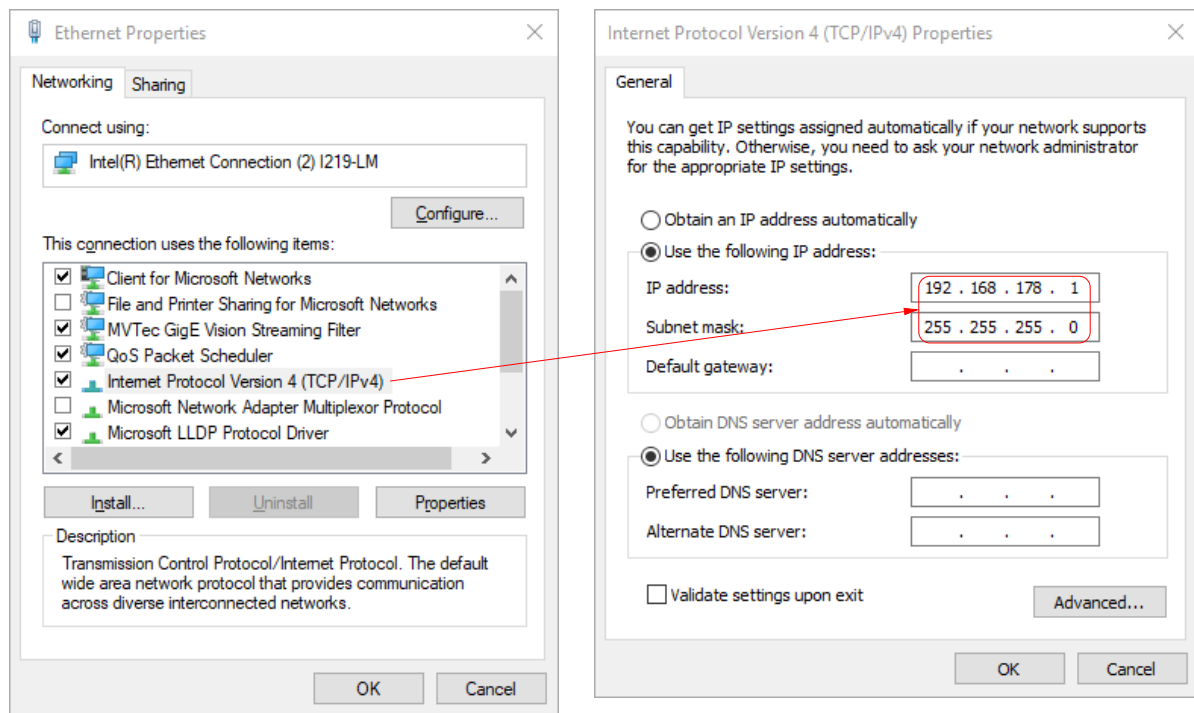 Ethernet Properties
Networking
Sharing
Connect using:
Intel(R) Ethernet Connection (2) I219-LM
Configure...
This connection uses the following items:
Client for Microsoft Networks
File and Printer Sharing for Microsoft Networks
MVTec GigE Vision Streaming Filter
QoS Packet Scheduler
Internet Protocol Version 4 (TCP/IPv4)
Microsoft Network Adapter Multiplexor Protocol
Microsoft LLDP Protocol Driver
Install...
Uninstall
Properties
Description
Transmission Control Protocol/Internet Protocol. The default
wide area network protocol that provides communication
across diverse interconnected networks.
OK
Cancel
Internet Protocol Version 4 (TCP/IPv4) Properties
General
You can get IP settings assigned automatically if your network supports
this capability. Otherwise, you need to ask your network administrator
for the appropriate IP settings.
Obtain an IP address automatically
Use the following IP address:
IP address:
192 . 168 . 178 . 1
Subnet mask:
255 . 255 . 255 . 0
Default gateway:
. . .
Obtain DNS server address automatically
Use the following DNS server addresses:
Preferred DNS server:
. . .
Alternate DNS server:
. . .
Validate settings upon exit
Advanced...
OK
Cancel